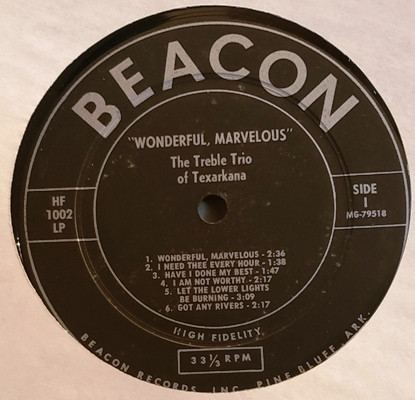 BEACON
"WONDERFUL, MARVELOUS"
The Treble Trio
of Texarkana
HF
1002
LP
SIDE
I
MG-79518
1. WONDERFUL, MARVELOUS - 2:36
2. I NEED THEE EVERY HOUR - 1:38
3. HAVE I DONE MY BEST - 1:47
4. I AM NOT WORTHY - 2:17
5. LET THE LOWER LIGHTS
BE BURNING - 3:09
6. GOT ANY RIVERS - 2:17
HIGH FIDELITY
33⅓ RPM
BEACON RECORDS, INC. PINE BLUFF, ARK.